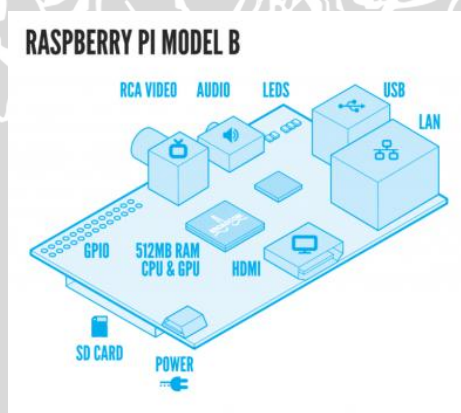 RASPBERRY PI MODEL B
RCA VIDEO AUDIO LEDS USB
LAN
GPIO 512MB RAM
CPU & GPU HDMI
SD CARD
POWER